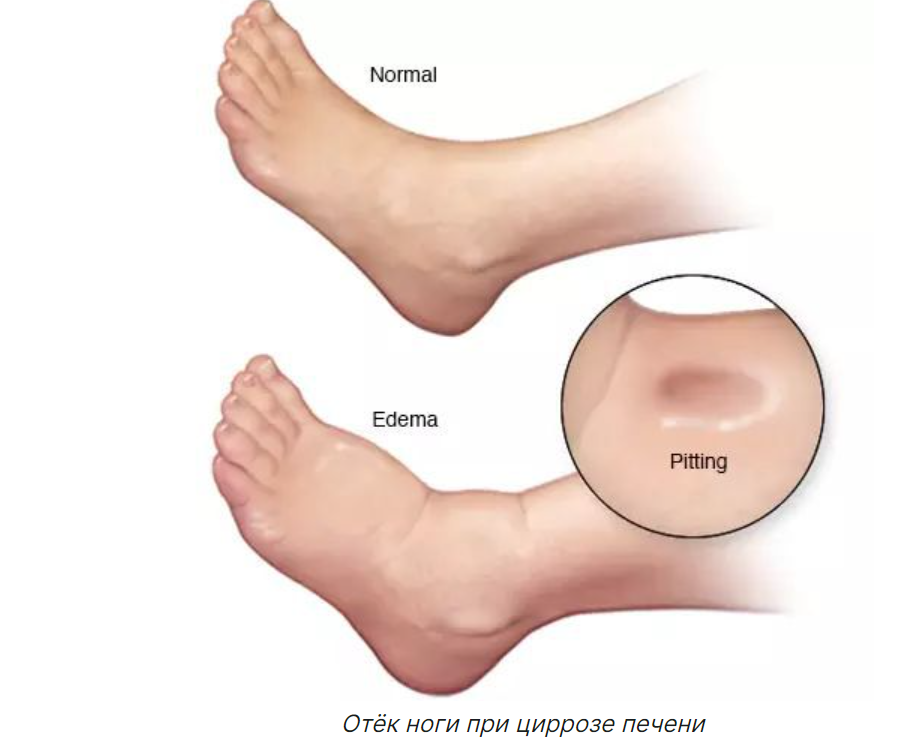 Normal
Edema
Pitting
Отёк ноги при циррозе печени